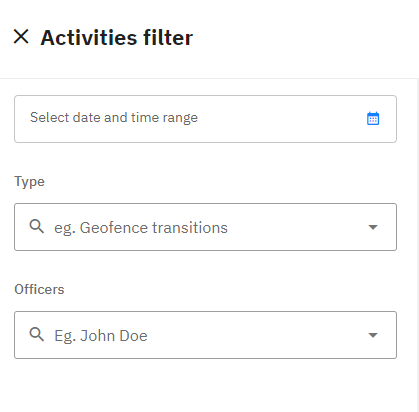 Activities filter
Select date and time range
Type
eg. Geofence transitions
Officers
Eg. John Doe